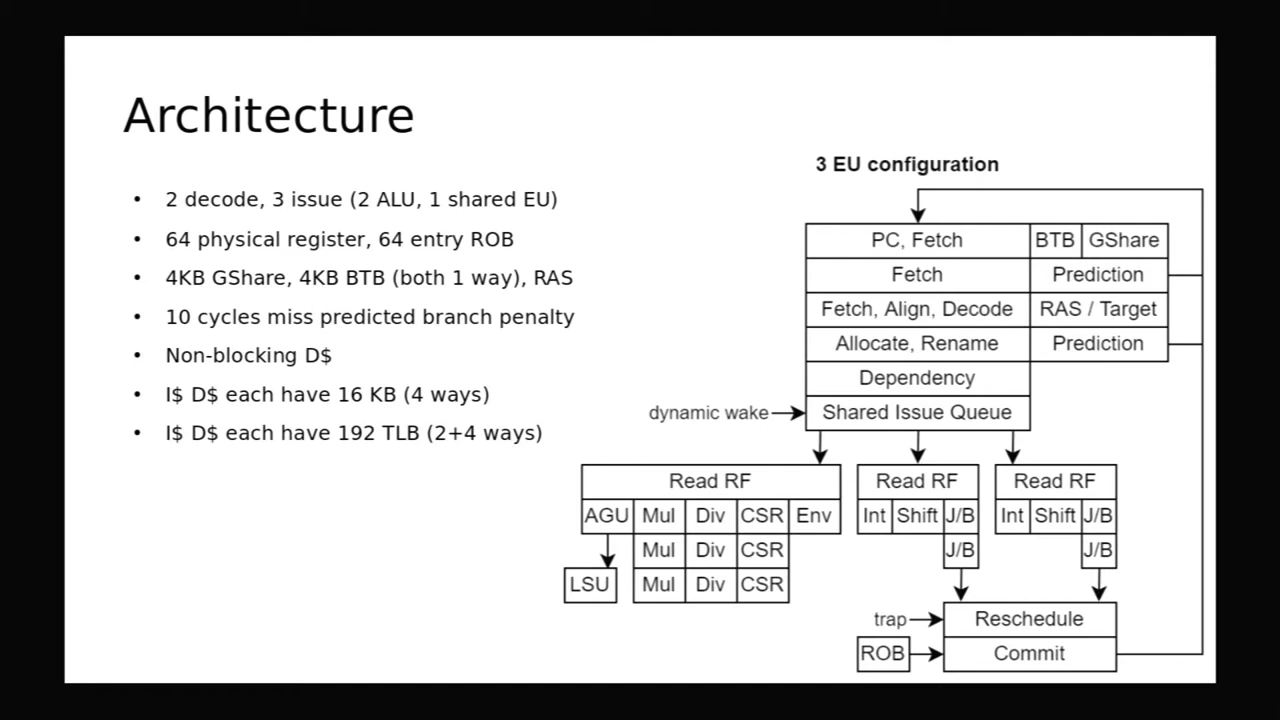 Architecture
• 2 decode, 3 issue (2 ALU, 1 shared EU)
• 64 physical register, 64 entry ROB
• 4KB GShare, 4KB BTB (both 1 way), RAS
• 10 cycles miss predicted branch penalty
• Non-blocking D$
• I$ D$ each have 16 KB (4 ways)
• I$ D$ each have 192 TLB (2+4 ways)
3 EU configuration
PC, Fetch BTB GShare
Fetch Prediction
Fetch, Align, Decode RAS / Target
Allocate, Rename Prediction
Dependency
dynamic wake Shared Issue Queue
Read RF Read RF Read RF
AGU Mul Div CSR Env Int Shift J/B Int Shift J/B
Mul Div CSR J/B J/B
LSU Mul Div CSR
trap Reschedule
ROB Commit